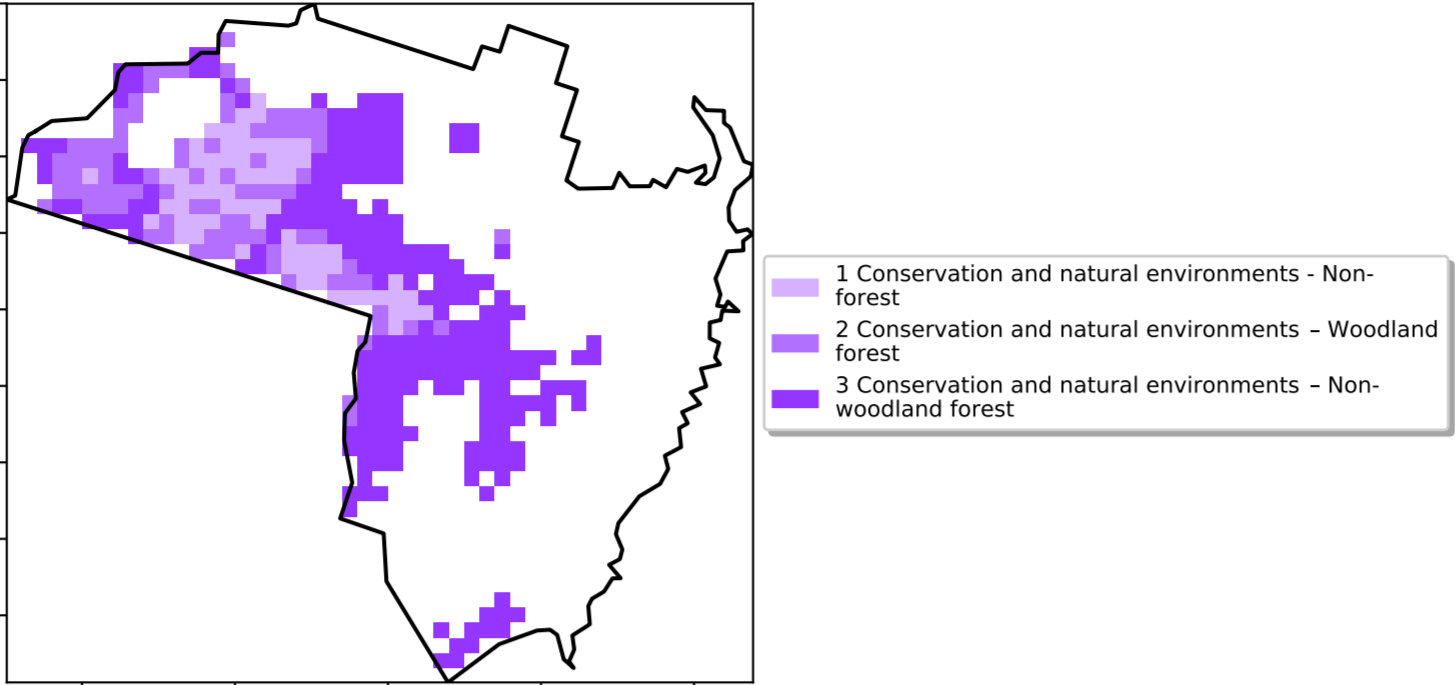 1 Conservation and natural environments - Non-
forest
2 Conservation and natural environments – Woodland
forest
3 Conservation and natural environments – Non-
woodland forest